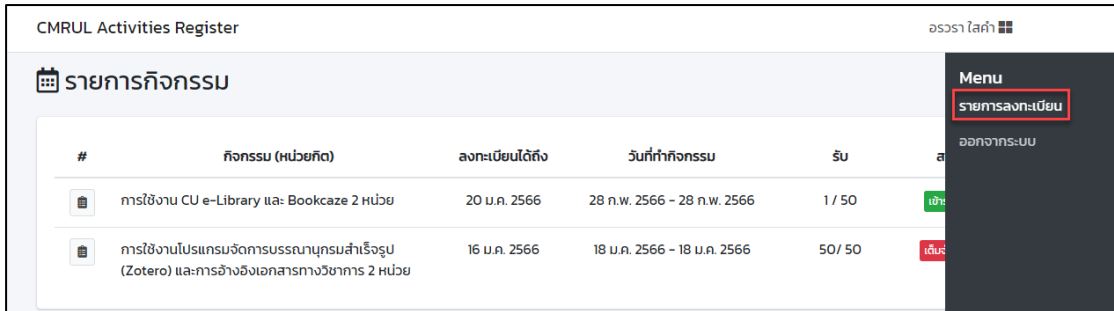 CMRUL Activities Register
อรวรา ใสคำ
รายการกิจกรรม
Menu
รายการลงทะเบียน
ออกจากระบบ
# กิจกรรม (หน่วยกิต) ลงทะเบียนได้ถึง วันที่ทำกิจกรรม รับ
การใช้งาน CU e-Library และ Bookcaze 2 หน่วย 20 ม.ค. 2566 28 ก.พ. 2566 - 28 ก.พ. 2566 1 / 50
การใช้งานโปรแกรมจัดการบรรณานุกรมสำเร็จรูป 16 ม.ค. 2566 18 ม.ค. 2566 - 18 ม.ค. 2566 50/ 50
(Zotero) และการอ้างอิงเอกสารทางวิชาการ 2 หน่วย